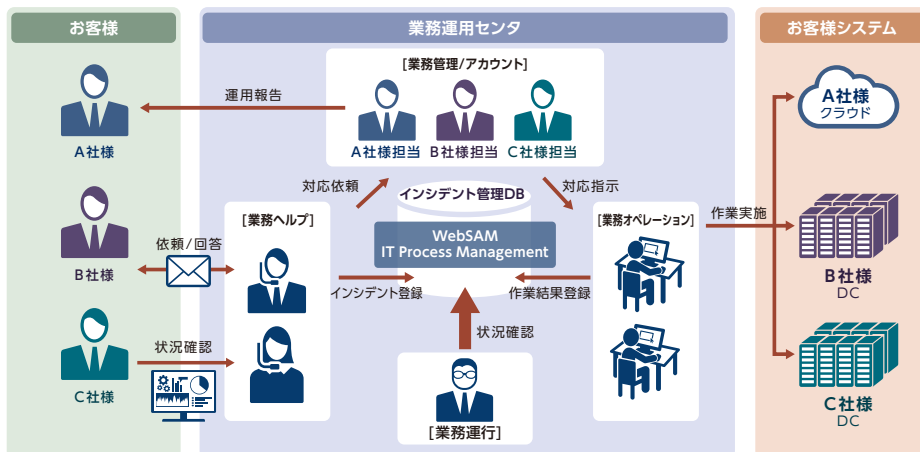 お客様
業務運用センタ
お客様システム
[業務管理/アカウント]
運用報告
A社様
A社様担当
B社様担当
C社様担当
A社様
クラウド
対応依頼
インシデント管理DB
対応指示
[業務ヘルプ]
[業務オペレーション]
作業実施
WebSAM
IT Process Management
依頼/回答
B社様
インシデント登録
作業結果登録
B社様
DC
状況確認
状況確認
C社様
[業務運行]
C社様
DC